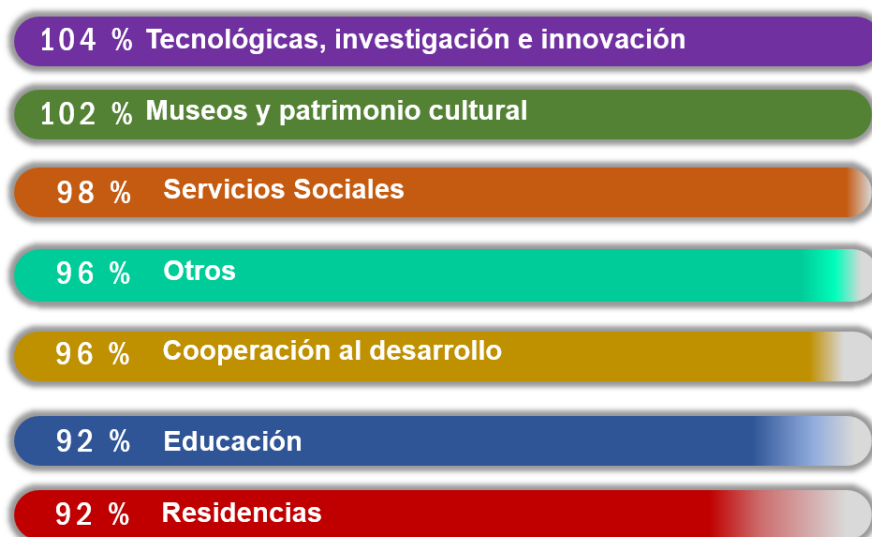 104 % Tecnológicas, investigación e innovación
102 % Museos y patrimonio cultural
98 % Servicios Sociales
96 % Otros
96 % Cooperación al desarrollo
92 % Educación
92 % Residencias